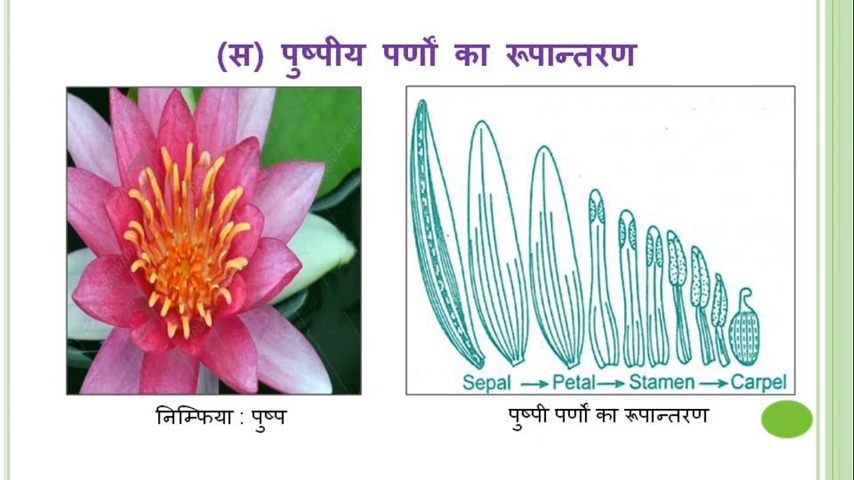 (स) पुष्पीय पर्णों का रूपान्तरण
Sepal → Petal → Stamen → Carpel
निम्फिया : पुष्प
पुष्पी पर्णो का रूपान्तरण